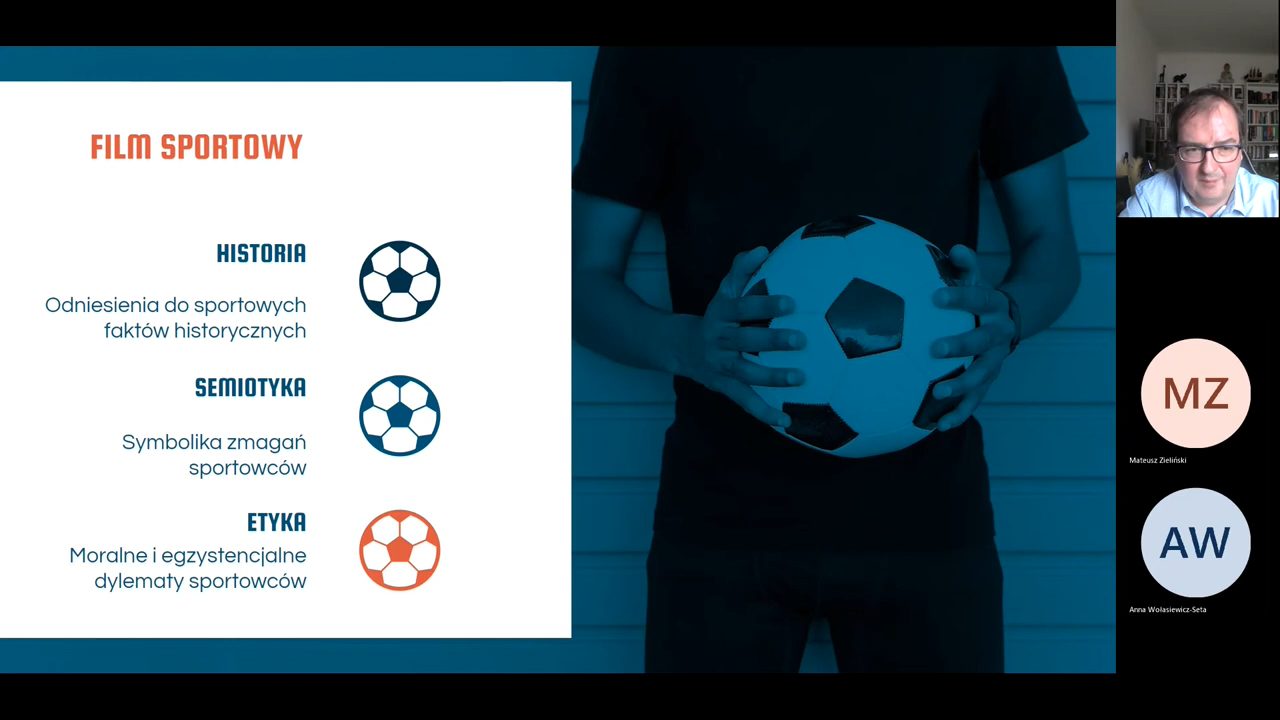 FILM SPORTOWY
HISTORIA
Odniesienia do sportowych
faktów historycznych
SEMIOTYKA
Symbolika zmagań
sportowców
ETYKA
Moralne i egzystencjalne
dylematy sportowców
MZ
Mateusz Zieliński
AW
Anna Wołasiewicz-Seta